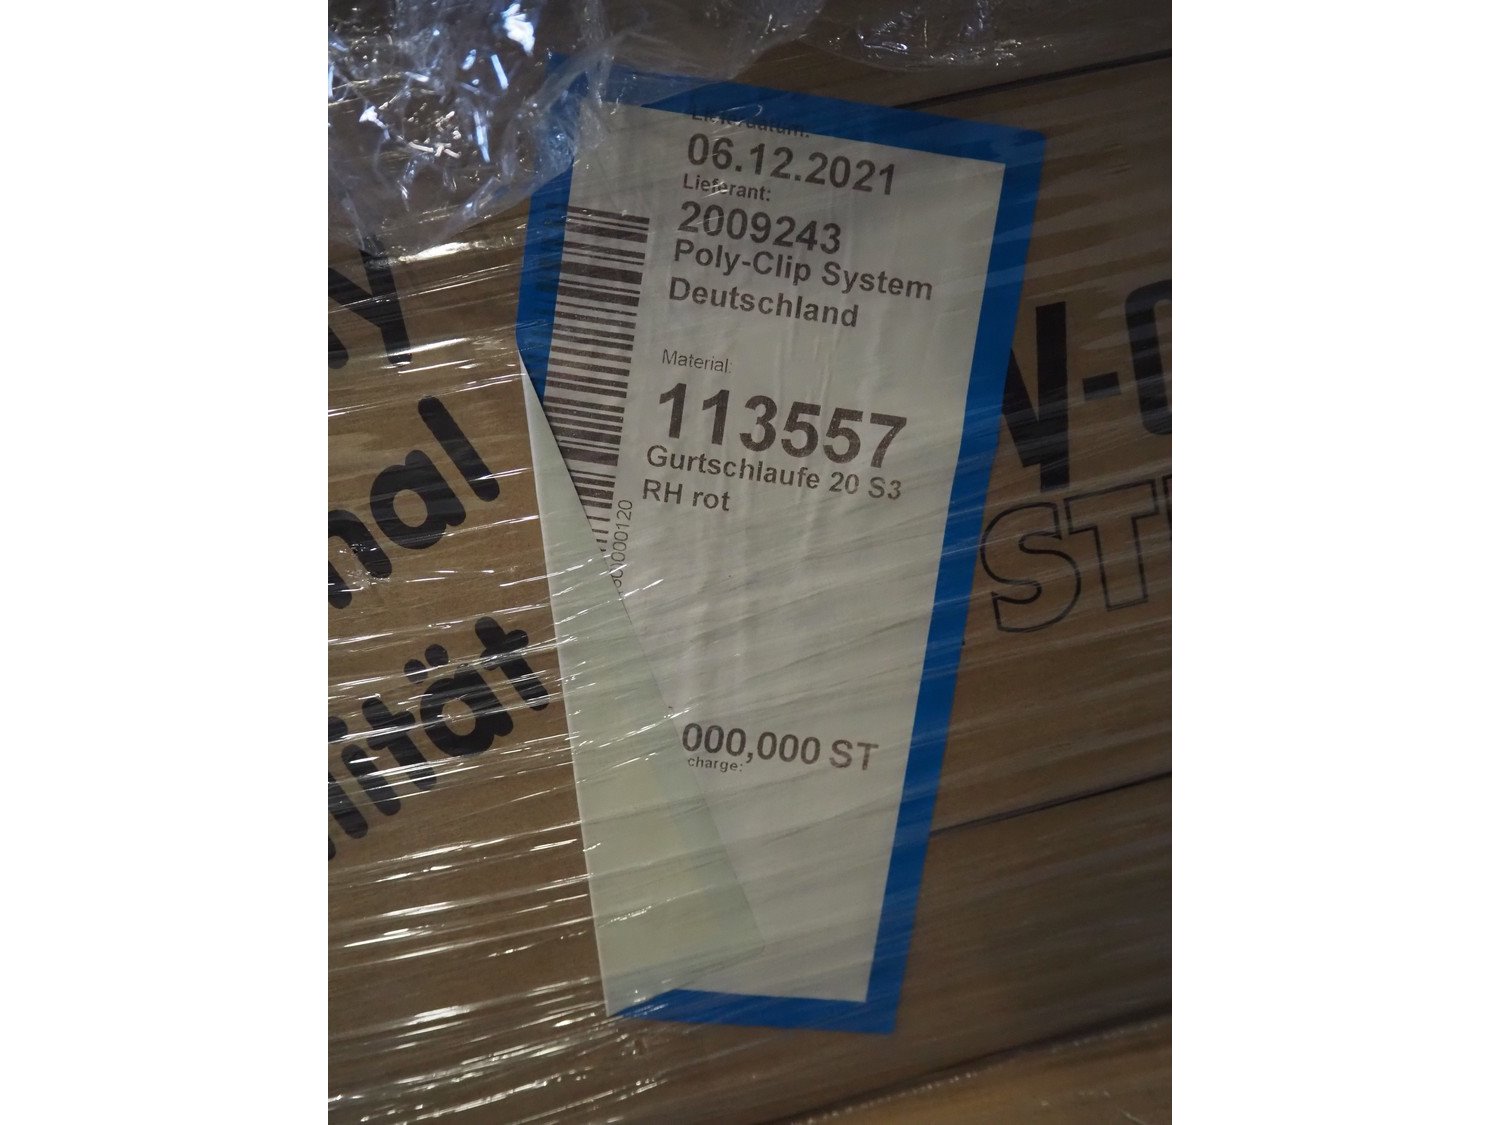 Lieferdatum:
06.12.2021
Lieferant:
2009243
Poly-Clip System
Deutschland
Material:
113557
Gurtschlaufe 20 S3
RH rot
000,000 ST
charge: